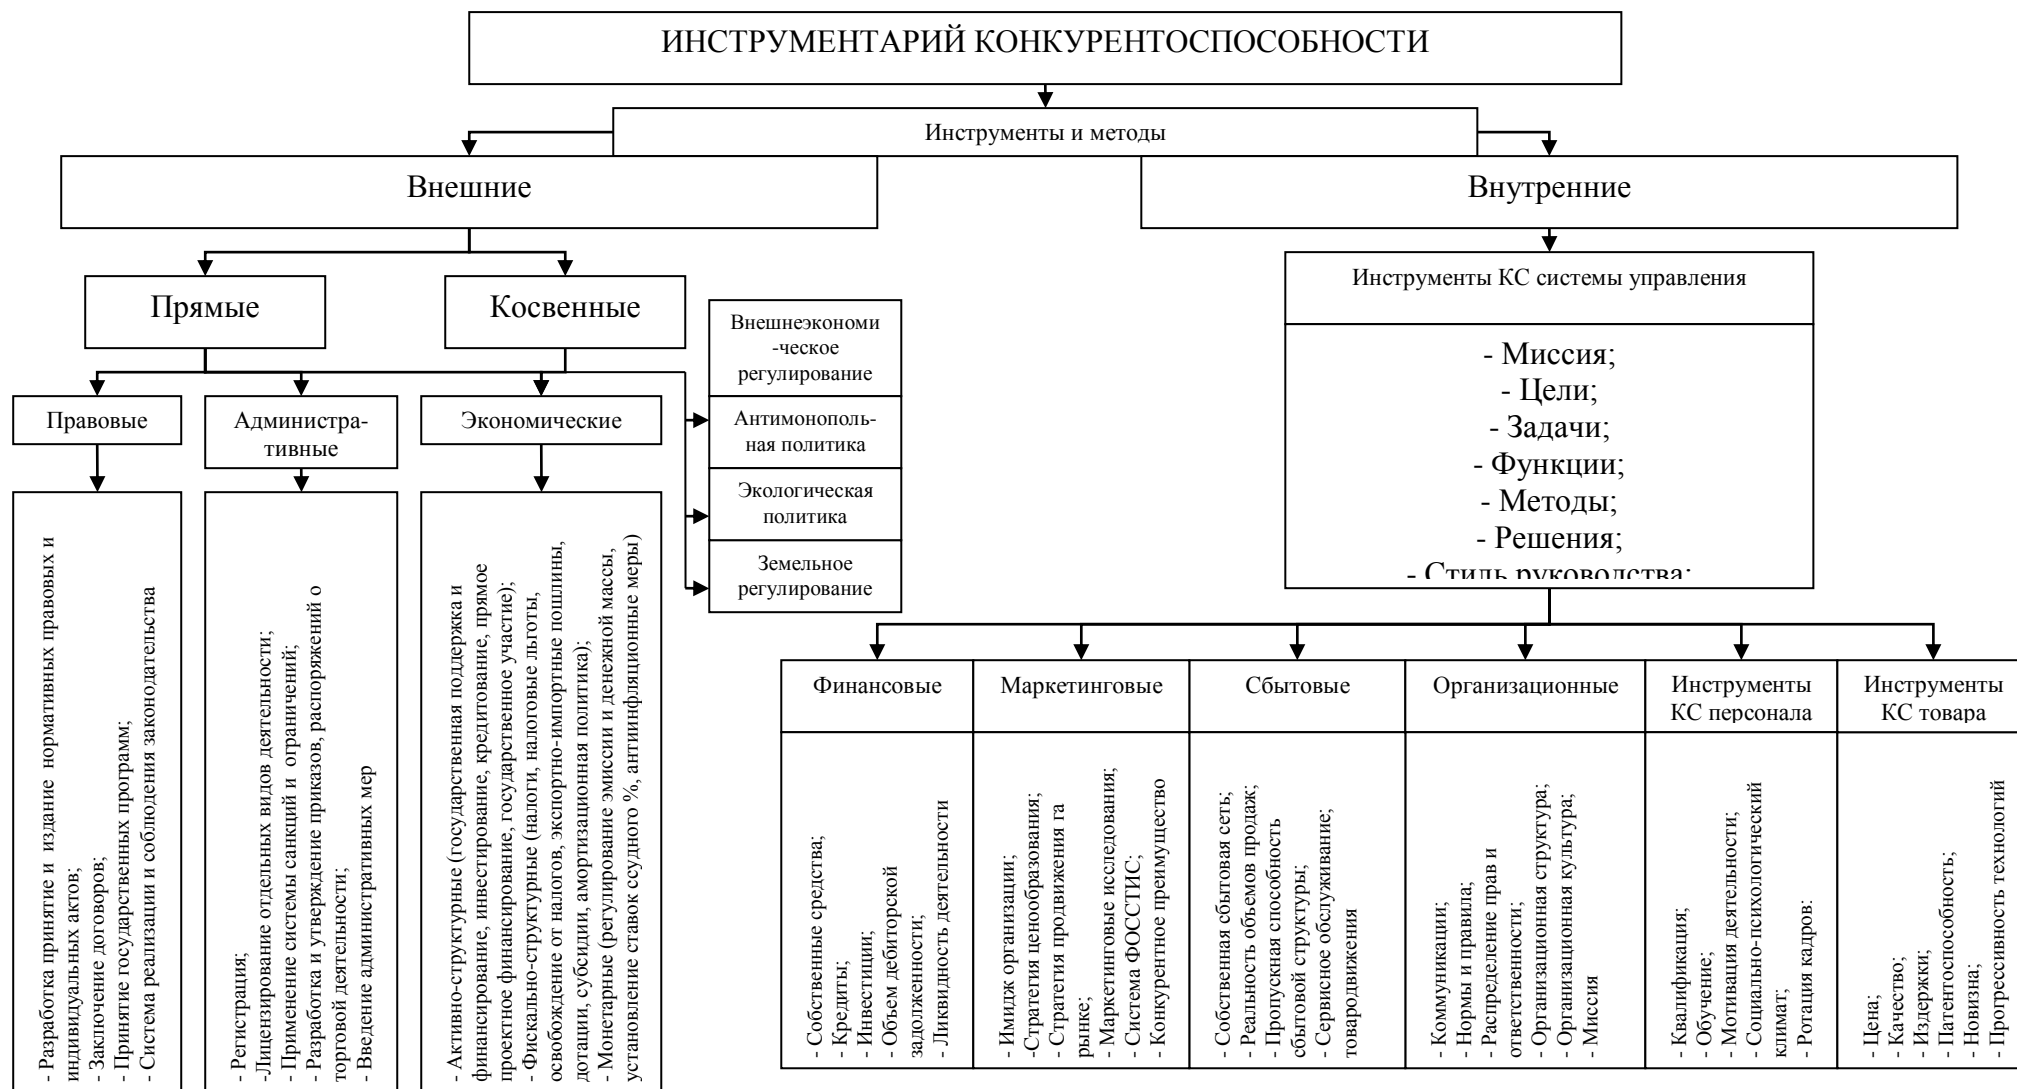 ИНСТРУМЕНТАРИЙ КОНКУРЕНТОСПОСОБНОСТИ
Инструменты и методы
Внешние
Внутренние
Прямые
Косвенные
Внешнеэкономи
-ческое
регулирование
Антимонополь-
ная политика
Экологическая
политика
Земельное
регулирование
Инструменты КС системы управления
- Миссия;
- Цели;
- Задачи;
- Функции;
- Методы;
- Решения;
- Стиль руководства;
Правовые
Администра-
тивные
Экономические
- Разработка принятие и издание нормативных правовых и
индивидуальных актов;
- Заключение договоров;
- Принятие государственных программ;
- Система реализации и соблюдения законодательства
- Регистрация;
-Лицензирование отдельных видов деятельности;
- Применение системы санкций и ограничений;
- Разработка и утверждение приказов, распоряжений о
торговой деятельности;
- Введение административных мер
- Активно-структурные (государственная поддержка и
финансирование, инвестирование, кредитование, прямое
проектное финансирование, государственное участие);
- Фискально-структурные (налоги, налоговые льготы,
освобождение от налогов, экспортно-импортные пошлины,
дотации, субсидии, амортизационная политика);
- Монетарные (регулирование эмиссии и денежной массы,
установление ставок ссудного %, антиинфляционные меры)
Финансовые
Маркетинговые
Сбытовые
Организационные
Инструменты
КС персонала
Инструменты
КС товара
- Собственные средства;
- Кредиты;
- Инвестиции;
- Объем дебиторской
задолженности;
- Ликвидность деятельности
- Имидж организации;
-Стратегия ценообразования;
- Стратегия продвижения га
рынке;
- Маркетинговые исследования;
- Система ФОССТИС;
- Конкурентное преимущество
- Собственная сбытовая сеть;
- Реальность объемов продаж;
- Пропускная способность
сбытовой структуры;
- Сервисное обслуживание;
товародвижения
- Коммуникации;
- Нормы и правила;
- Распределение прав и
ответственности;
- Организационная структура;
- Организационная культура;
- Миссия
- Квалификация;
- Обучение;
- Мотивация деятельности;
- Социально-психологический
климат;
- Ротация кадров:
- Цена;
- Качество;
- Издержки;
- Патентоспособность;
- Новизна;
- Прогрессивность технологий